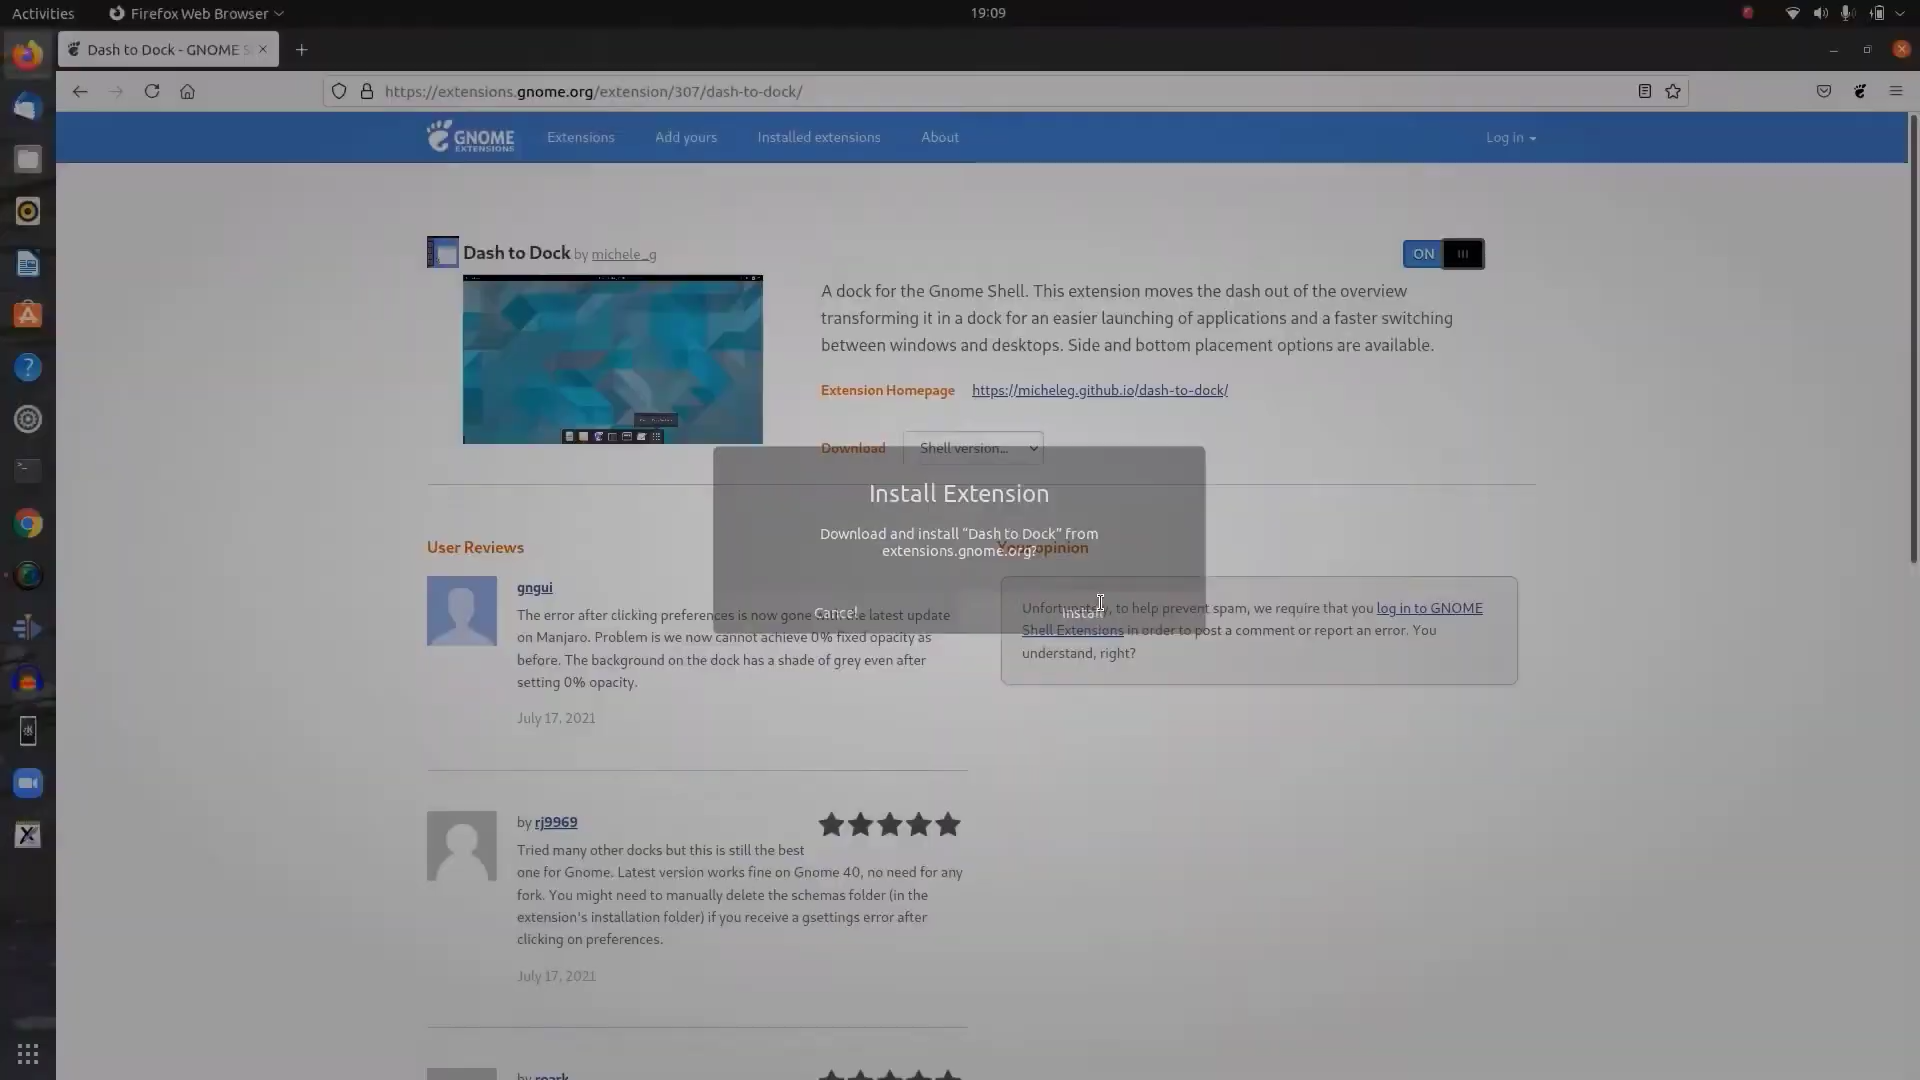 Activities
Firefox Web Browser
19:09
Dash to Dock - GNOME S
https://extensions.gnome.org/extension/307/dash-to-dock/
GNOME
EXTENSIONS
Extensions
Add yours
Installed extensions
About
Log in
Dash to Dock by michele_g
ON
A dock for the Gnome Shell. This extension moves the dash out of the overview
transforming it in a dock for an easier launching of applications and a faster switching
between windows and desktops. Side and bottom placement options are available.
Extension Homepage https://micheleg.github.io/dash-to-dock/
Download Shell version...
Install Extension
Download and install “Dash to Dock” from
extensions.gnome.org?
Cancel
Install
User Reviews
gngui
The error after clicking preferences is now gone latest update
on Manjaro. Problem is we now cannot achieve 0% fixed opacity as
before. The background on the dock has a shade of grey even after
setting 0% opacity.
July 17, 2021
Your opinion
Unfortunately, to help prevent spam, we require that you log in to GNOME
Shell Extensions in order to post a comment or report an error. You
understand, right?
by rj9969
Tried many other docks but this is still the best
one for Gnome. Latest version works fine on Gnome 40, no need for any
fork. You might need to manually delete the schemas folder (in the
extension's installation folder) if you receive a gsettings error after
clicking on preferences.
July 17, 2021
by roark